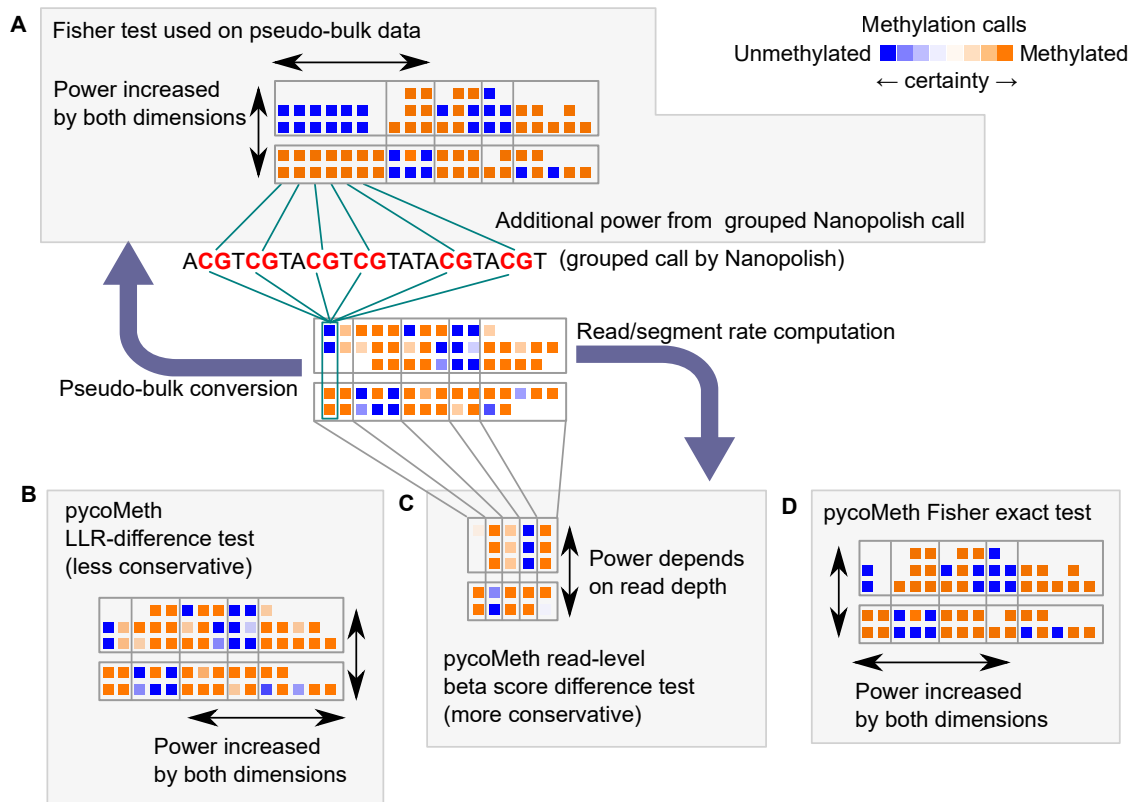 A
Fisher test used on pseudo-bulk data
Methylation calls
Unmethylated
Methylated
← certainty →
Power increased
by both dimensions
Additional power from grouped Nanopolish call
ACGTCGTACGTCGTATACGTACGT
(grouped call by Nanopolish)
Read/segment rate computation
Pseudo-bulk conversion
B
pycoMeth
LLR-difference test
(less conservative)
Power increased
by both dimensions
C
Power depends
on read depth
pycoMeth read-level
beta score difference test
(more conservative)
D
pycoMeth Fisher exact test
Power increased
by both dimensions